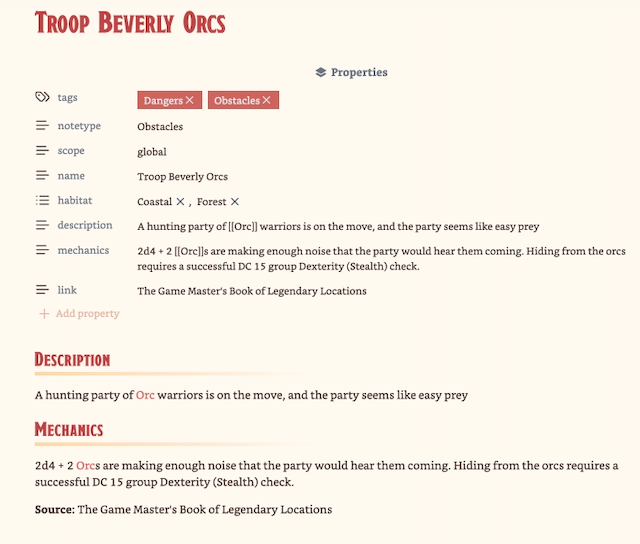 Troop Beverly Orcs
Properties
tags Dangers × Obstacles ×
notetype Obstacles
scope global
name Troop Beverly Orcs
habitat Coastal × , Forest ×
description A hunting party of [[Orc]] warriors is on the move, and the party seems like easy prey
mechanics 2d4 + 2 [[Orc]]s are making enough noise that the party would hear them coming. Hiding from the orcs
requires a successful DC 15 group Dexterity (Stealth) check.
link The Game Master's Book of Legendary Locations
+ Add property
Description
A hunting party of Orc warriors is on the move, and the party seems like easy prey
Mechanics
2d4 + 2 Orcs are making enough noise that the party would hear them coming. Hiding from the orcs requires a
successful DC 15 group Dexterity (Stealth) check.
Source: The Game Master's Book of Legendary Locations